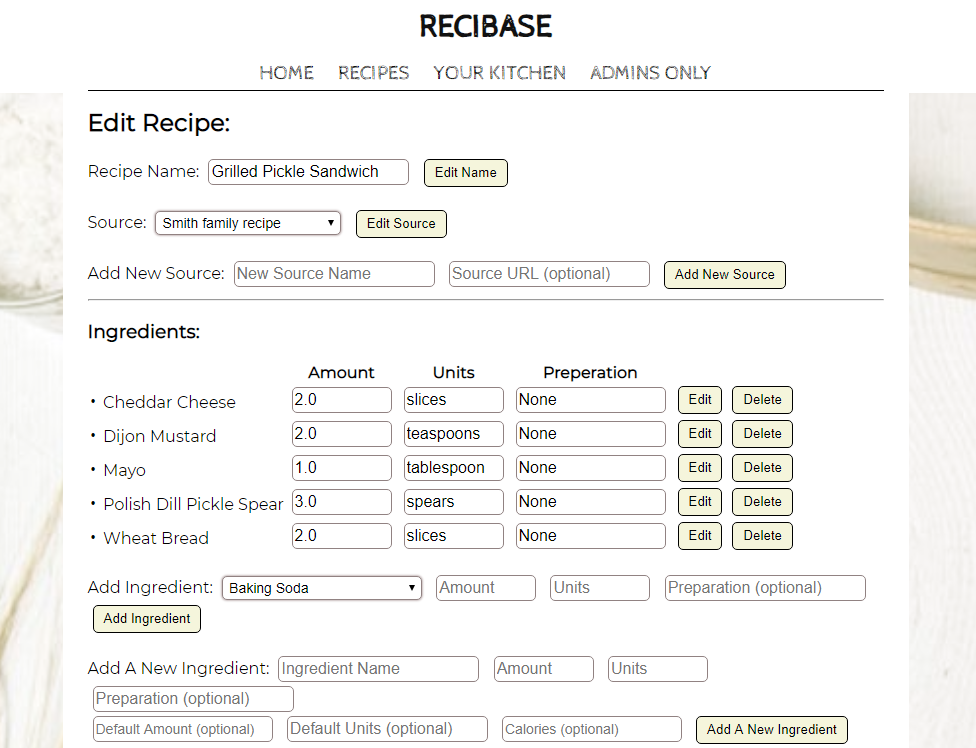 RECIBASE
HOME RECIPES YOUR KITCHEN ADMINS ONLY
Edit Recipe:
Recipe Name: Grilled Pickle Sandwich Edit Name
Source: Smith family recipe Edit Source
Add New Source: New Source Name Source URL (optional) Add New Source
Ingredients:
Amount Units Preperation
• Cheddar Cheese 2.0 slices None Edit Delete
• Dijon Mustard 2.0 teaspoons None Edit Delete
• Mayo 1.0 tablespoon None Edit Delete
• Polish Dill Pickle Spear 3.0 spears None Edit Delete
• Wheat Bread 2.0 slices None Edit Delete
Add Ingredient: Baking Soda Amount Units Preparation (optional)
Add Ingredient
Add A New Ingredient: Ingredient Name Amount Units
Preparation (optional)
Default Amount (optional) Default Units (optional) Calories (optional) Add A New Ingredient